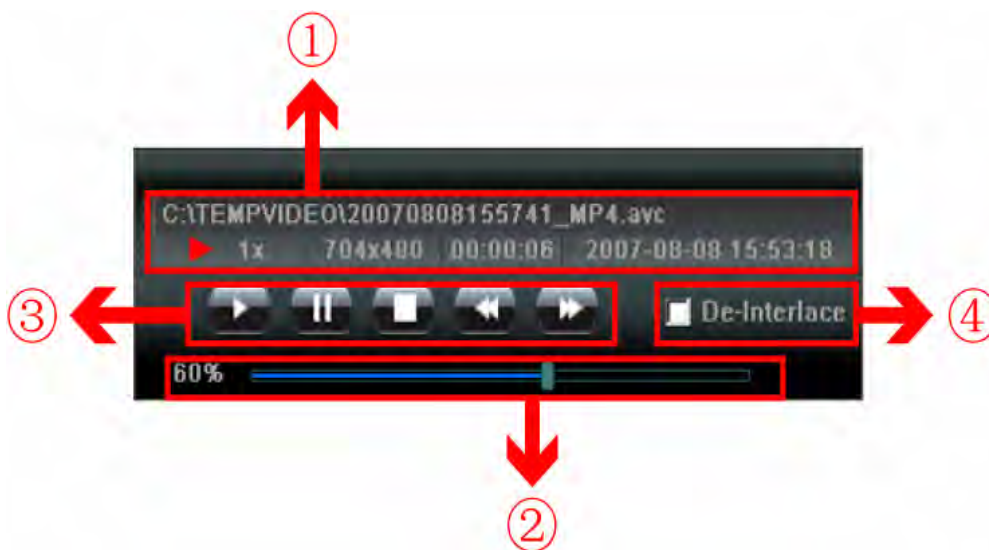 ①
C:\TEMPVIDEO\20070808155741_MP4.avc
1x 704x480 00:00:06 2007-08-08 15:53:18
③
De-Interlace
④
60%
②